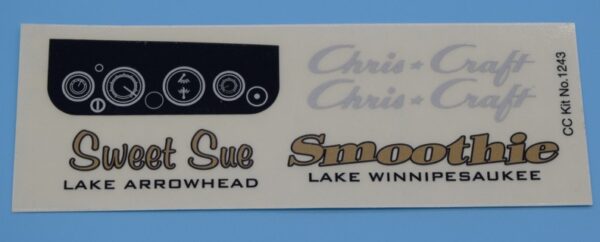 Chris★Craft
Chris★Craft
Sweet Sue
LAKE ARROWHEAD
Smoothie
LAKE WINNIPESAUKEE
CC Kit No.1243